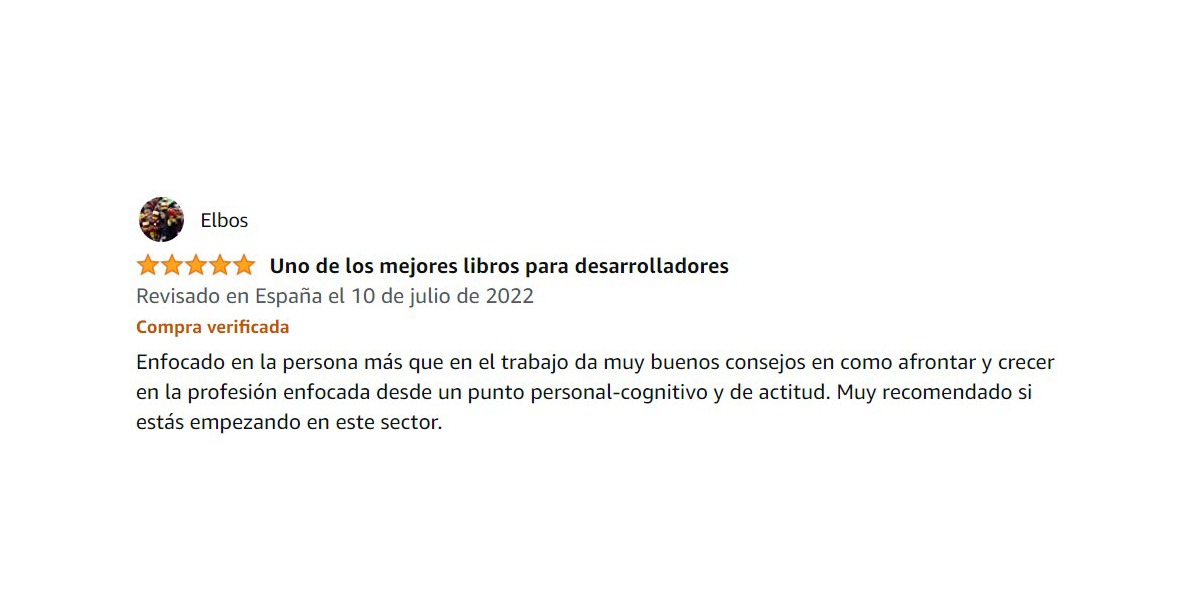 Elbos
Uno de los mejores libros para desarrolladores
Revisado en España el 10 de julio de 2022
Compra verificada
Enfocado en la persona más que en el trabajo da muy buenos consejos en como afrontar y crecer
en la profesión enfocada desde un punto personal-cognitivo y de actitud. Muy recomendado si
estás empezando en este sector.